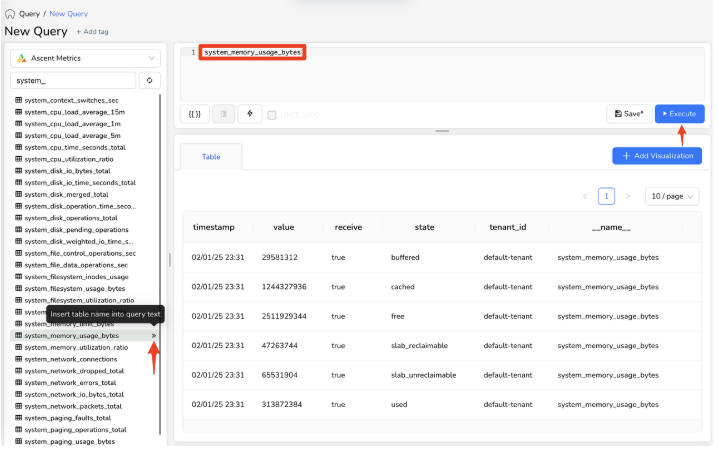 Query / New Query
New Query + Add tag
Ascent Metrics
system_
system_context_switches_sec
system_cpu_load_average_15m
system_cpu_load_average_1m
system_cpu_load_average_5m
system_cpu_time_seconds_total
system_cpu_utilization_ratio
system_disk_io_bytes_total
system_disk_io_time_seconds_total
system_disk_merged_total
system_disk_operation_time_seco...
system_disk_operations_total
system_disk_pending_operations
system_disk_weighted_io_time_s...
system_file_control_operations_sec
system_file_data_operations_sec
system_filesystem_inodes_usage
system_filesystem_usage_bytes
system_filesystem_utilization_ratio
Insert table name into query text
system_memory_limit_bytes
system_memory_usage_bytes »
system_memory_utilization_ratio
system_network_connections
system_network_dropped_total
system_network_errors_total
system_network_io_bytes_total
system_network_packets_total
system_paging_faults_total
system_paging_operations_total
system_paging_usage_bytes
1 system_memory_usage_bytes
{{ }} LIMIT 1000 Save* Execute
Table + Add Visualization
< 1 > 10 / page
timestamp value receive state tenant_id __name__
02/01/25 23:31 29581312 true buffered default-tenant system_memory_usage_bytes
02/01/25 23:31 1244327936 true cached default-tenant system_memory_usage_bytes
02/01/25 23:31 2511929344 true free default-tenant system_memory_usage_bytes
02/01/25 23:31 47263744 true slab_reclaimable default-tenant system_memory_usage_bytes
02/01/25 23:31 65531904 true slab_unreclaimable default-tenant system_memory_usage_bytes
02/01/25 23:31 313872384 true used default-tenant system_memory_usage_bytes